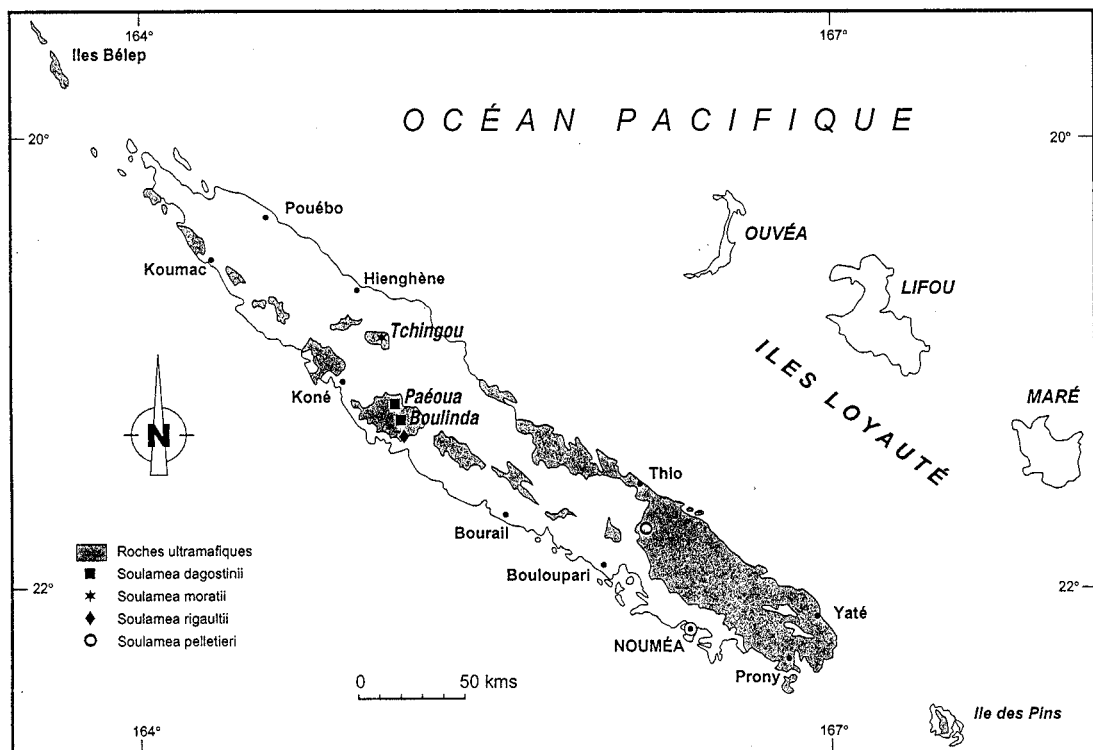 164°
167°
Iles Bélep
OCÉAN PACIFIQUE
20°
20°
Pouébo
OUVÉA
Koumac
Hienghène
LIFOU
Tchingou
ILES LOYAUTÉ
Koné
Paéoua
MARÉ
Boulinda
N
Thio
Bourail
Roches ultramafiques
Soulamea dagostinii
Bouloupari
22°
Soulamea moratii
22°
Soulamea rigaultii
Yaté
Soulamea pelletieri
NOUMÉA
Prony
0 50 kms
Ile des Pins
164°
167°